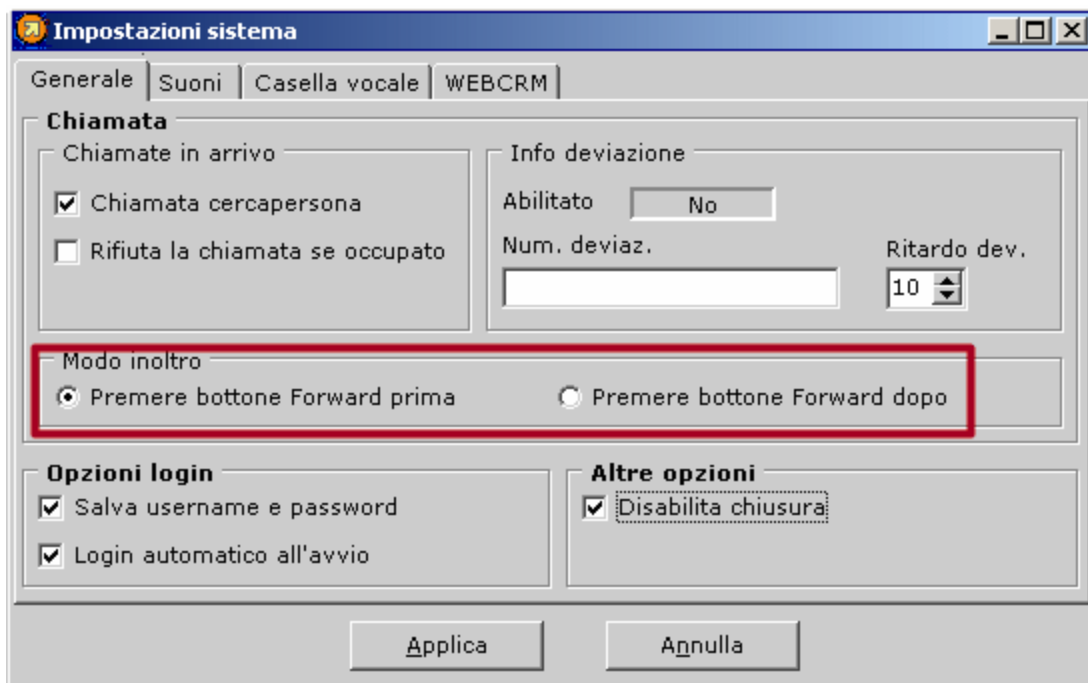 Impostazioni sistema
Generale Suoni Casella vocale WEBCRM
Chiamata
Chiamate in arrivo
Chiamata cercapersona
Rifiuta la chiamata se occupato
Info deviazione
Abilitato No
Num. deviaz. Ritardo dev.
10
Modo inoltro
Premere bottone Forward prima Premere bottone Forward dopo
Opzioni login
Salva username e password
Login automatico all'avvio
Altre opzioni
Disabilita chiusura
Applica Annulla